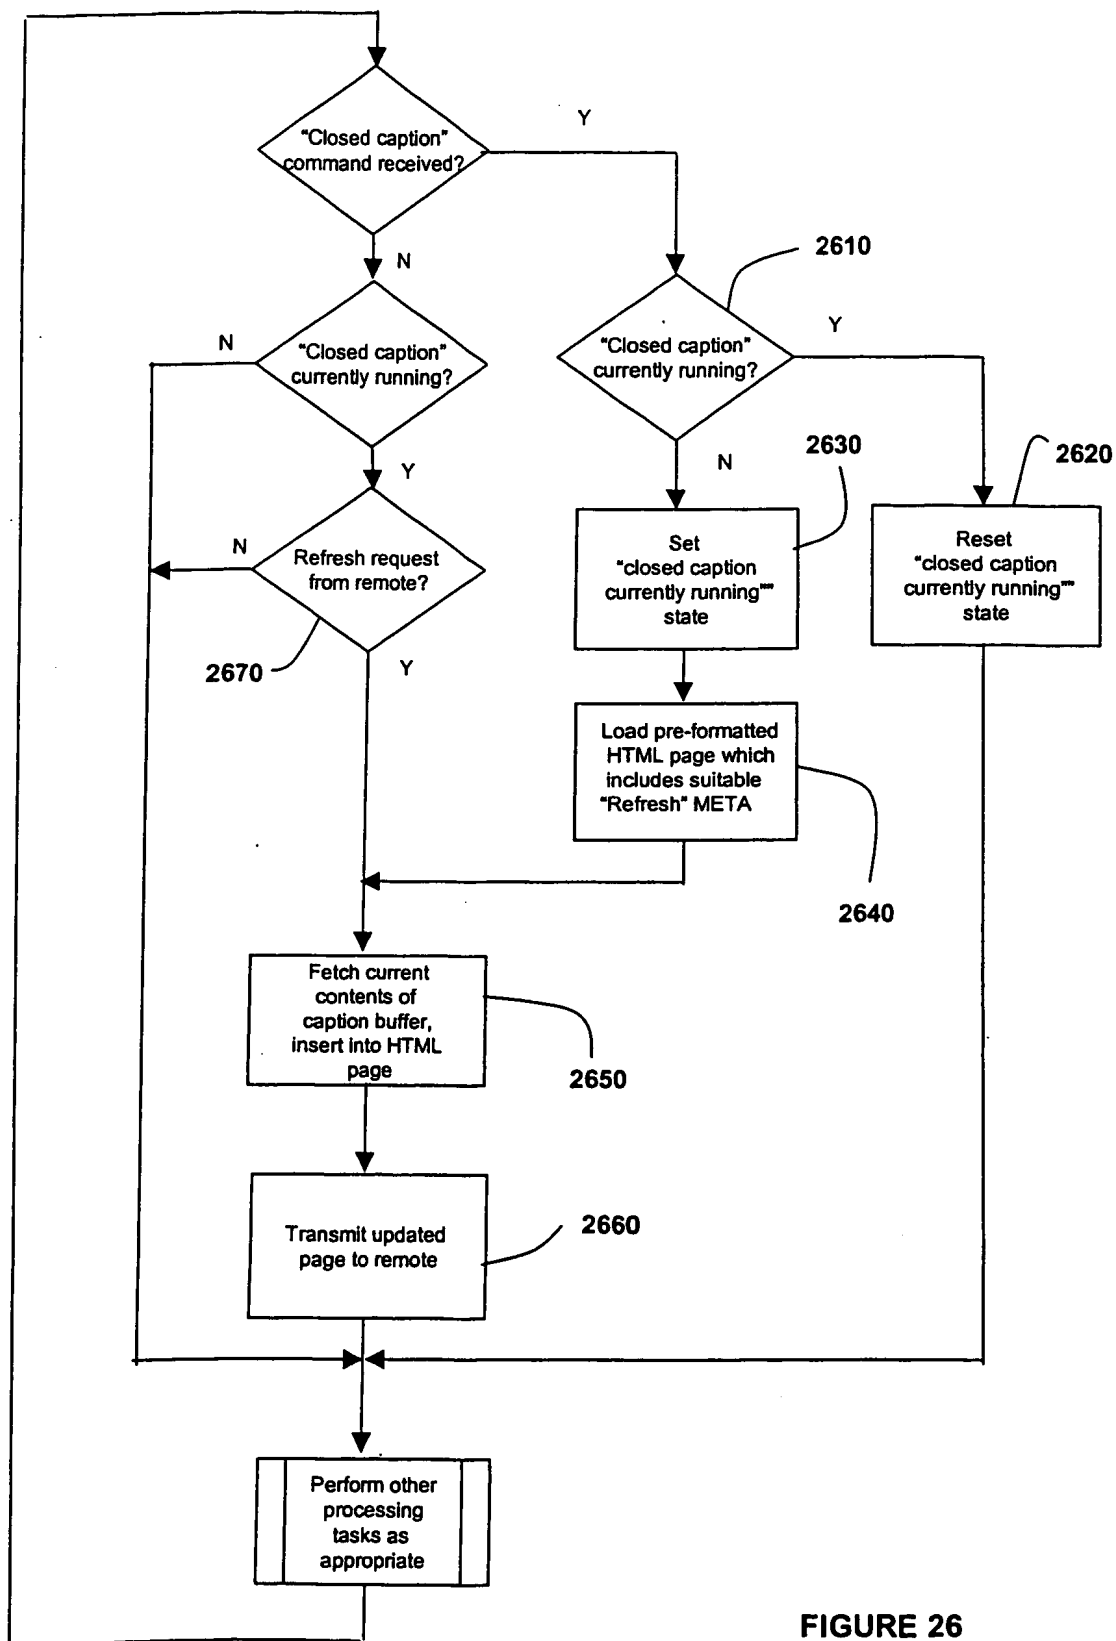 "Closed caption"
command received?
Y
N
2610
"Closed caption"
currently running?
N
Y
"Closed caption"
currently running?
Y
N
2630
2620
Refresh request
from remote?
N
Y
2670
Set
"closed caption
currently running""
state
Reset
"closed caption
currently running""
state
Load pre-formatted
HTML page which
includes suitable
"Refresh" META
2640
Fetch current
contents of
caption buffer,
insert into HTML
page
2650
Transmit updated
page to remote
2660
Perform other
processing
tasks as
appropriate
FIGURE 26